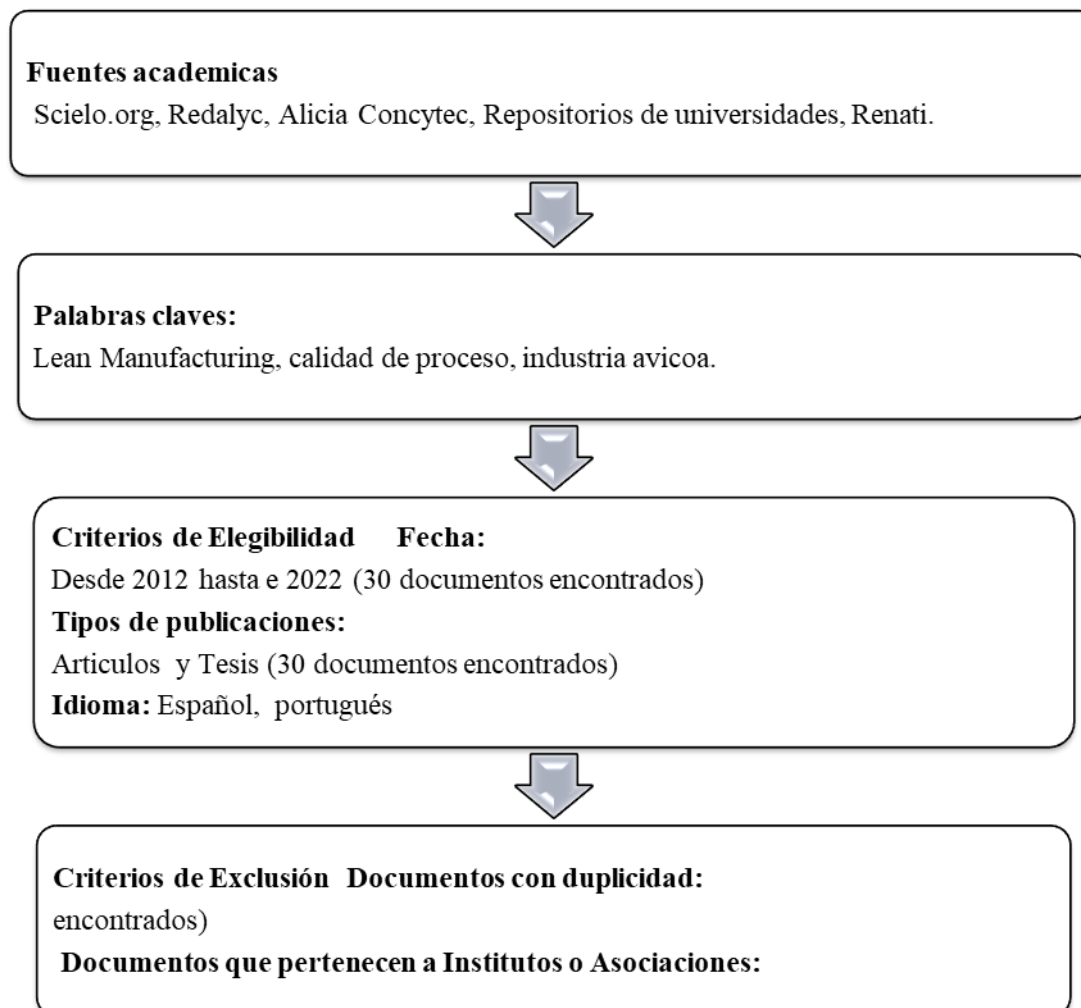 Fuentes academicas
Scielo.org, Redalyc, Alicia Concytec, Repositorios de universidades, Renati.
Palabras claves:
Lean Manufacturing, calidad de proceso, industria avicoa.
Criterios de Elegibilidad Fecha:
Desde 2012 hasta e 2022 (30 documentos encontrados)
Tipos de publicaciones:
Articulos y Tesis (30 documentos encontrados)
Idioma: Español, portugués
Criterios de Exclusión Documentos con duplicidad:
encontrados)
Documentos que pertenecen a Institutos o Asociaciones: